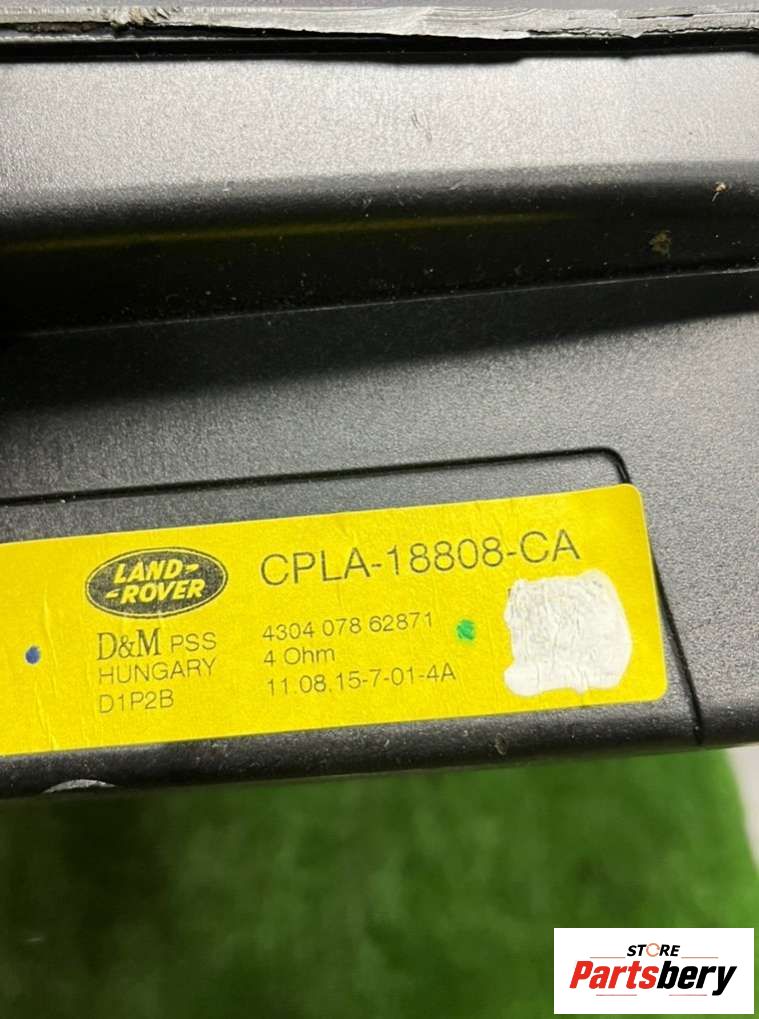 LAND-
-ROVER
CPLA-18808-CA
D&M PSS
HUNGARY
D1P2B
4304 078 62871
4 Ohm
11.08.15-7-01-4A
STORE
Partsbery